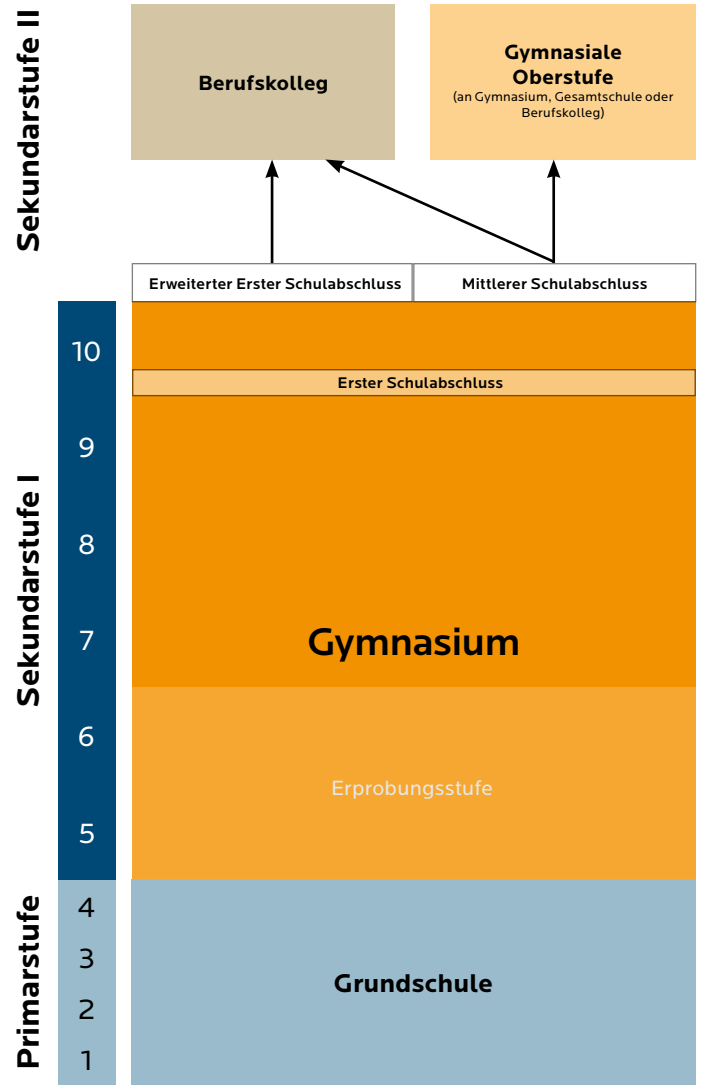 Sekundarstufe II
Berufskolleg
Gymnasiale
Oberstufe
(an Gymnasium, Gesamtschule oder
Berufskolleg)
Erweiterter Erster Schulabschluss
Mittlerer Schulabschluss
Sekundarstufe I
10
Erster Schulabschluss
9
8
7
Gymnasium
6
Erprobungsstufe
5
Primarstufe
4
3
Grundschule
2
1